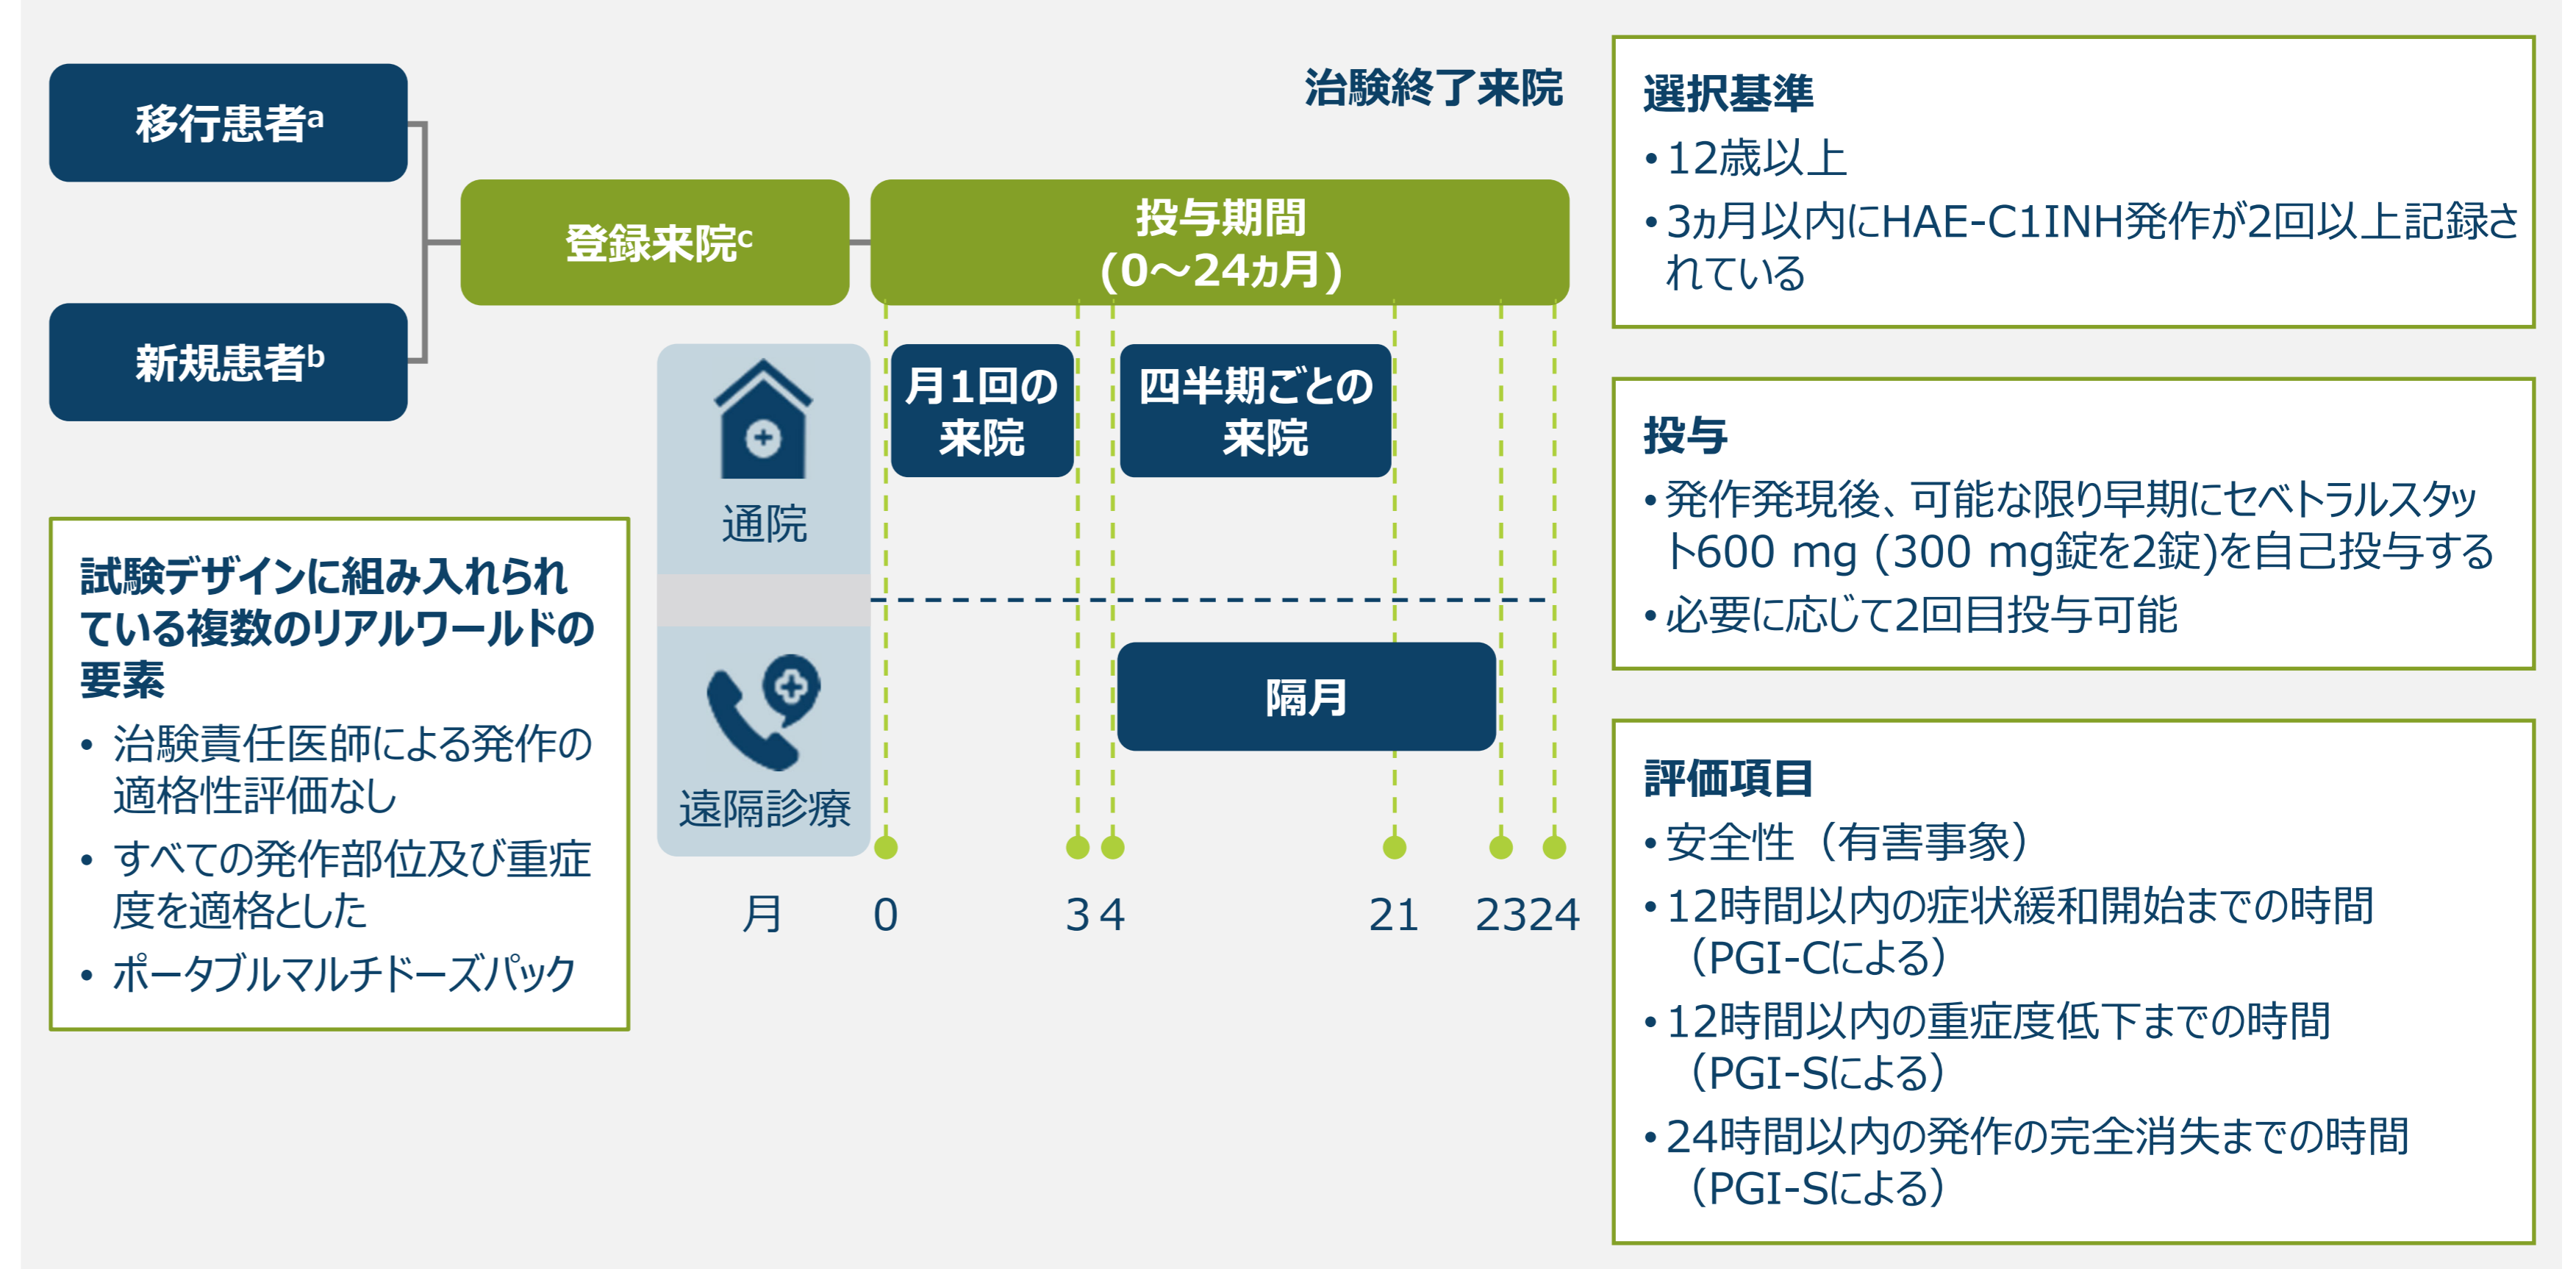 移行患者a
新規患者b
登録来院c
治験終了来院
投与期間
(0～24ヵ月)
月1回の
来院
四半期ごとの
来院
通院
隔月
遠隔診療
月 0 3 4 21 23 24
試験デザインに組み入れられ
ている複数のリアルワールドの
要素
• 治験責任医師による発作の
適格性評価なし
• すべての発作部位及び重症
度を適格とした
• ポータブルマルチドーズパック
選択基準
•12歳以上
•3ヵ月以内にHAE-C1INH発作が2回以上記録さ
れている
投与
•発作発現後、可能な限り早期にセベトラルスタッ
ト600 mg (300 mg錠を2錠)を自己投与する
•必要に応じて2回目投与可能
評価項目
•安全性（有害事象）
•12時間以内の症状緩和開始までの時間
（PGI-Cによる）
•12時間以内の重症度低下までの時間
（PGI-Sによる）
•24時間以内の発作の完全消失までの時間
（PGI-Sによる）